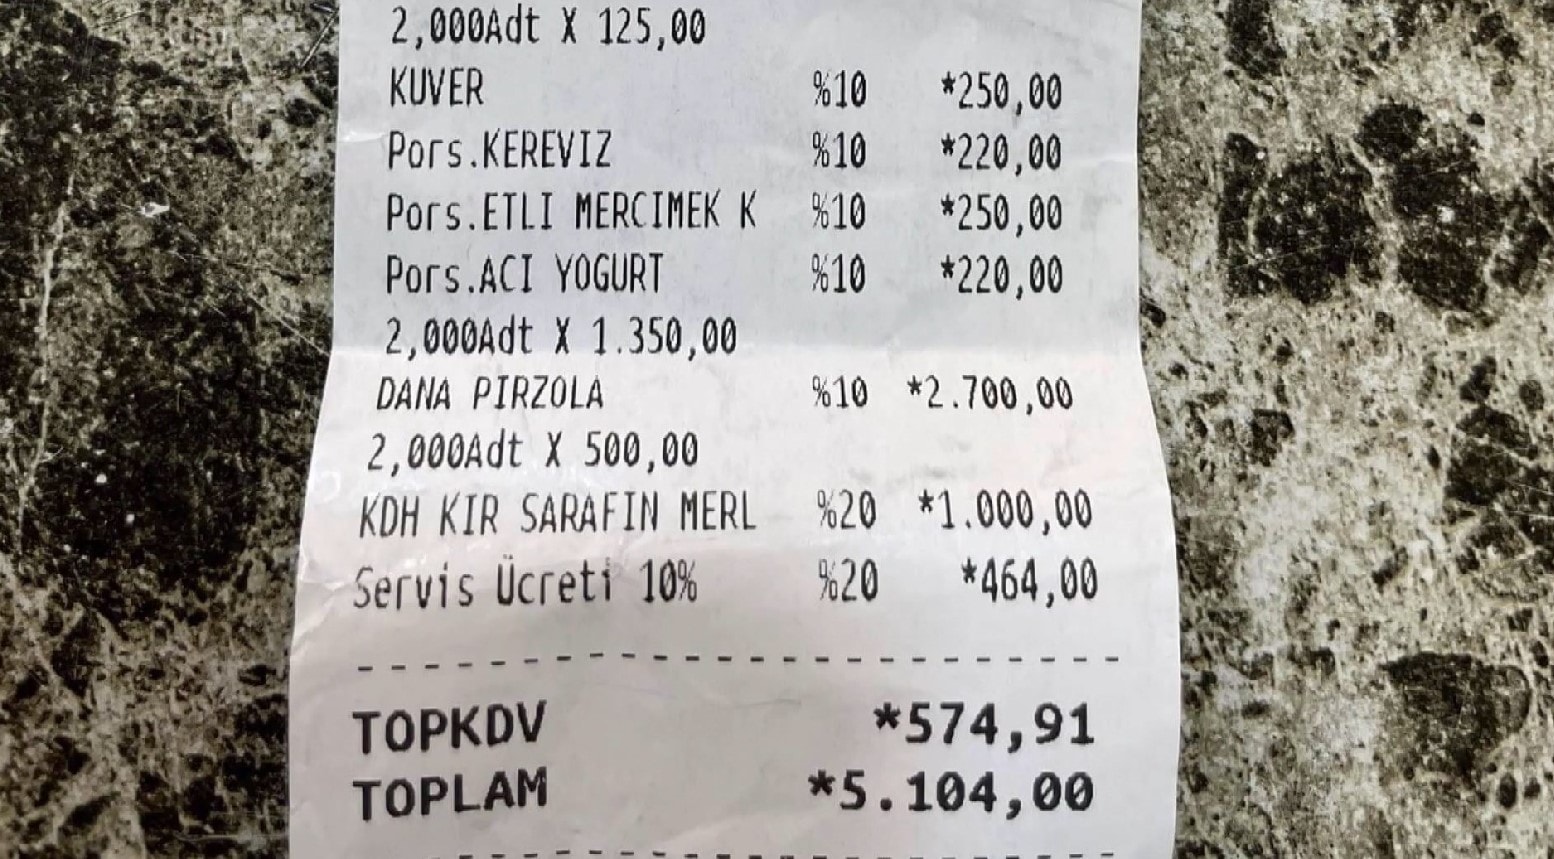 2,000Adt X 125,00
KUVER %10 *250,00
Pors.KEREVIZ %10 *220,00
Pors.ETLI MERCIMEK K %10 *250,00
Pors.ACI YOGURT %10 *220,00
2,000Adt X 1.350,00
DANA PIRZOLA %10 *2.700,00
2,000Adt X 500,00
KDH KIR SARAFIN MERL %20 *1.000,00
Servis Ücreti 10% %20 *464,00
TOPKDV *574,91
TOPLAM *5.104,00